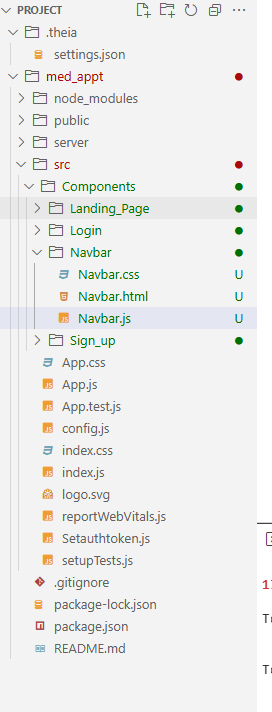 PROJECT
.theia
settings.json
med_appt
node_modules
public
server
src
Components
Landing_Page
Login
Navbar
Navbar.css U
Navbar.html U
Navbar.js U
Sign_up
App.css
App.js
App.test.js
config.js
index.css
index.js
logo.svg
reportWebVitals.js
Setauthtoken.js
setupTests.js
.gitignore
package-lock.json
package.json
README.md